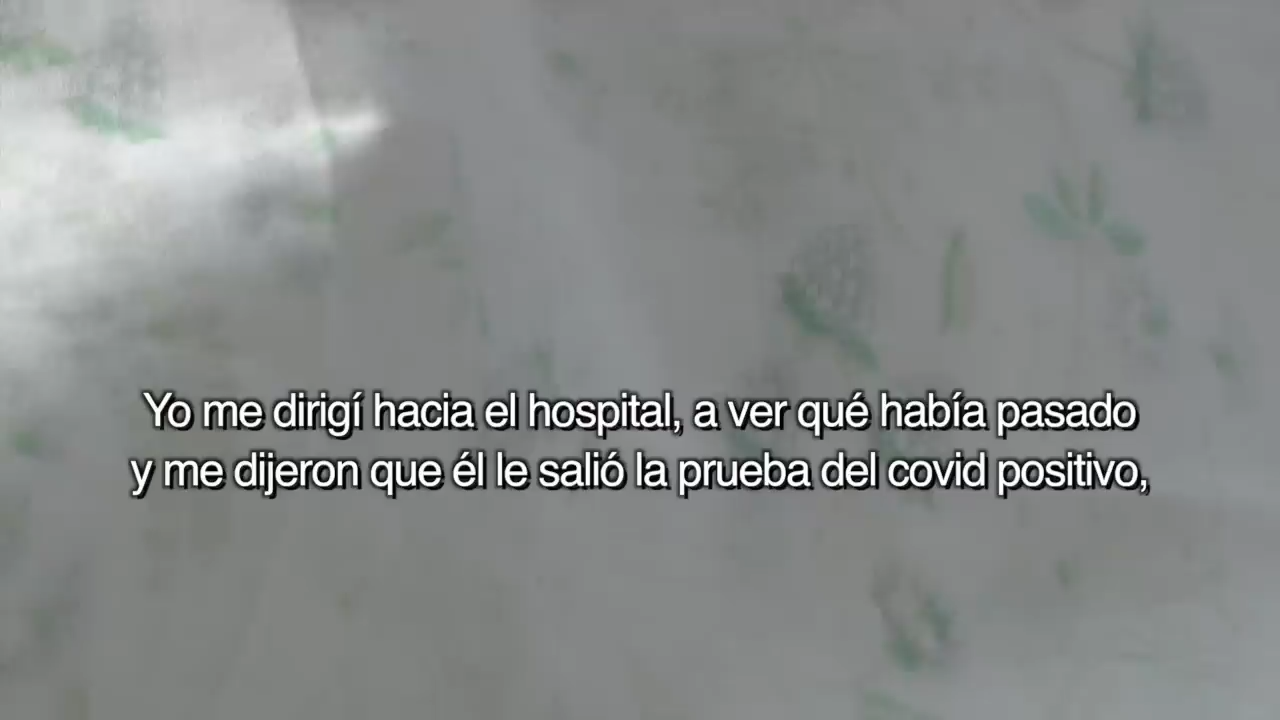 Yo me dirigí hacia el hospital, a ver qué había pasado
y me dijeron que él le salió la prueba del covid positivo,